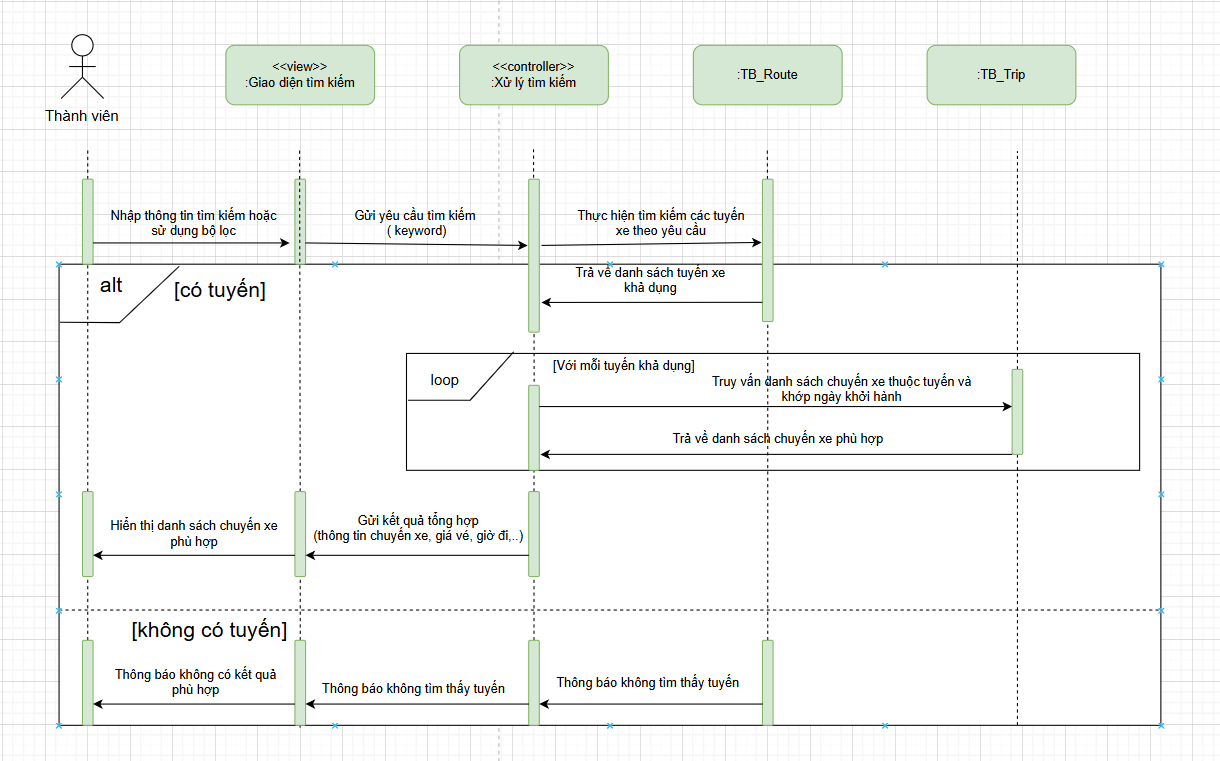 Thành viên
<<view>>
:Giao diện tìm kiếm
<<controller>>
:Xử lý tìm kiếm
:TB_Route
:TB_Trip
Nhập thông tin tìm kiếm hoặc
sử dụng bộ lọc
Gửi yêu cầu tìm kiếm
( keyword)
Thực hiện tìm kiếm các tuyến
xe theo yêu cầu
alt
[có tuyến]
Trả về danh sách tuyến xe
khả dụng
loop
[Với mỗi tuyến khả dụng]
Truy vấn danh sách chuyến xe thuộc tuyến và
khớp ngày khởi hành
Trả về danh sách chuyến xe phù hợp
Hiển thị danh sách chuyến xe
phù hợp
Gửi kết quả tổng hợp
(thông tin chuyến xe, giá vé, giờ đi,..)
[không có tuyến]
Thông báo không có kết quả
phù hợp
Thông báo không tìm thấy tuyến
Thông báo không tìm thấy tuyến